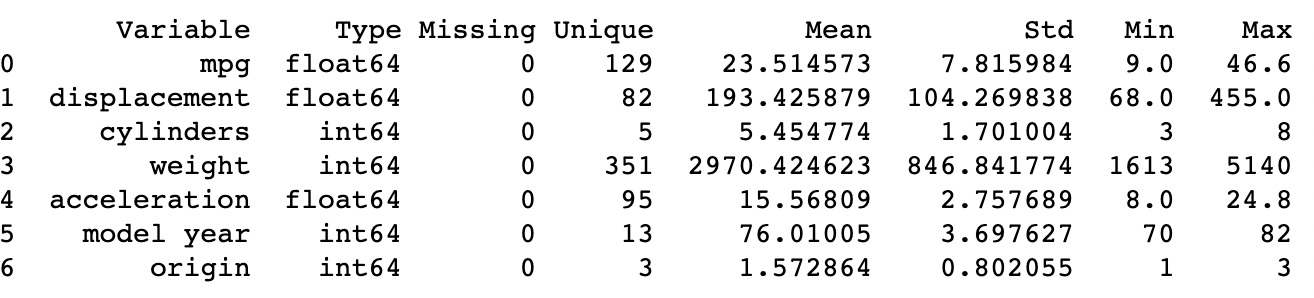 Variable Type Missing Unique Mean Std Min Max
0 mpg float64 0 129 23.514573 7.815984 9.0 46.6
1 displacement float64 0 82 193.425879 104.269838 68.0 455.0
2 cylinders int64 0 5 5.454774 1.701004 3 8
3 weight int64 0 351 2970.424623 846.841774 1613 5140
4 acceleration float64 0 95 15.56809 2.757689 8.0 24.8
5 model year int64 0 13 76.01005 3.697627 70 82
6 origin int64 0 3 1.572864 0.802055 1 3